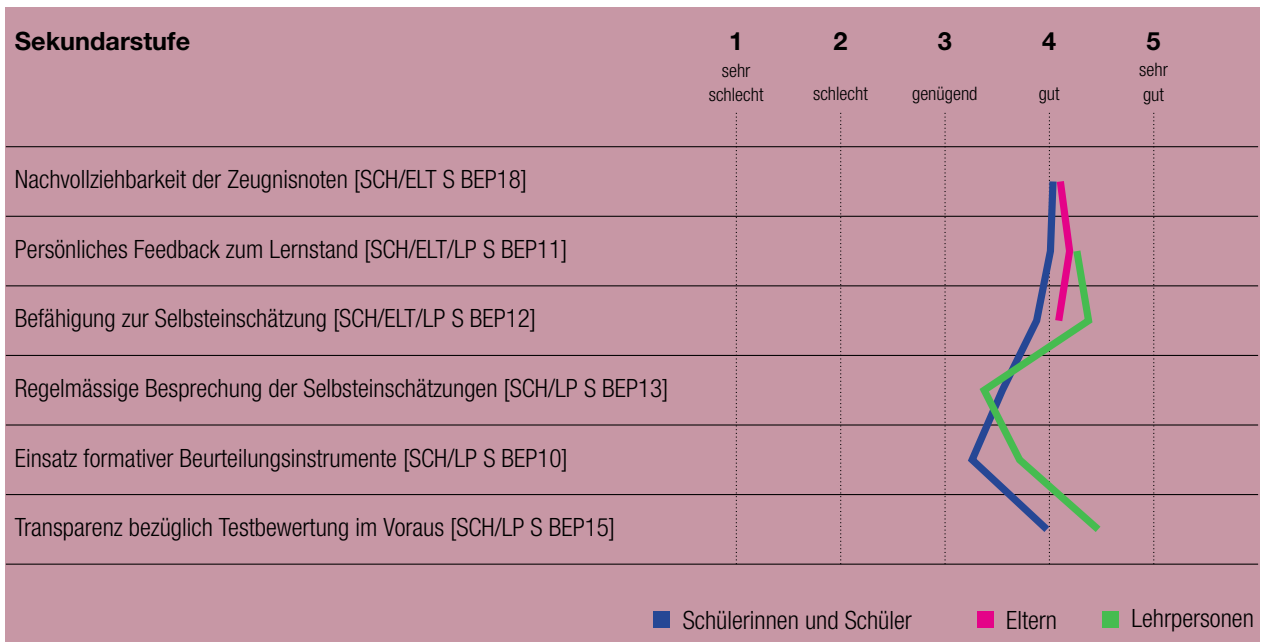 Sekundarstufe
1 2 3 4 5
sehr schlecht schlecht genügend gut sehr gut
Nachvollziehbarkeit der Zeugnisnoten [SCH/ELT S BEP18]
Persönliches Feedback zum Lernstand [SCH/ELT/LP S BEP11]
Befähigung zur Selbsteinschätzung [SCH/ELT/LP S BEP12]
Regelmässige Besprechung der Selbsteinschätzungen [SCH/LP S BEP13]
Einsatz formativer Beurteilungsinstrumente [SCH/LP S BEP10]
Transparenz bezüglich Testbewertung im Voraus [SCH/LP S BEP15]
Schülerinnen und Schüler Eltern Lehrpersonen